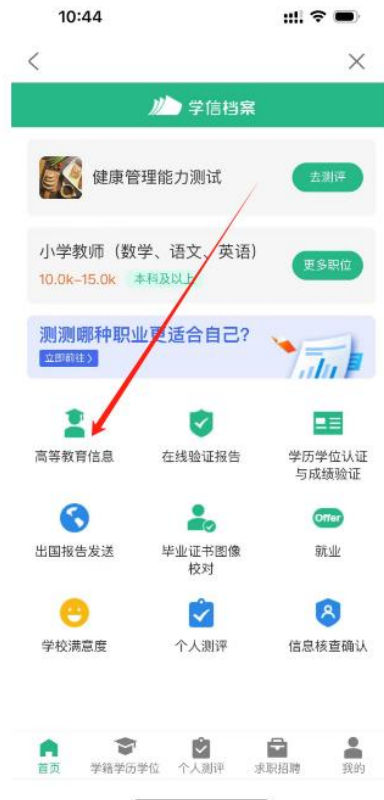 10:44
学信档案
健康管理能力测试
去测评
小学教师（数学、语文、英语）
更多职位
10.0k-15.0k 本科及以上
测测哪种职业更适合自己?
立即前往>
高等教育信息
在线验证报告
学历学位认证
与成绩验证
出国报告发送
毕业证书图像
校对
Offer
就业
学校满意度
个人测评
信息核查确认
首页
学籍学历学位
个人测评
求职招聘
我的